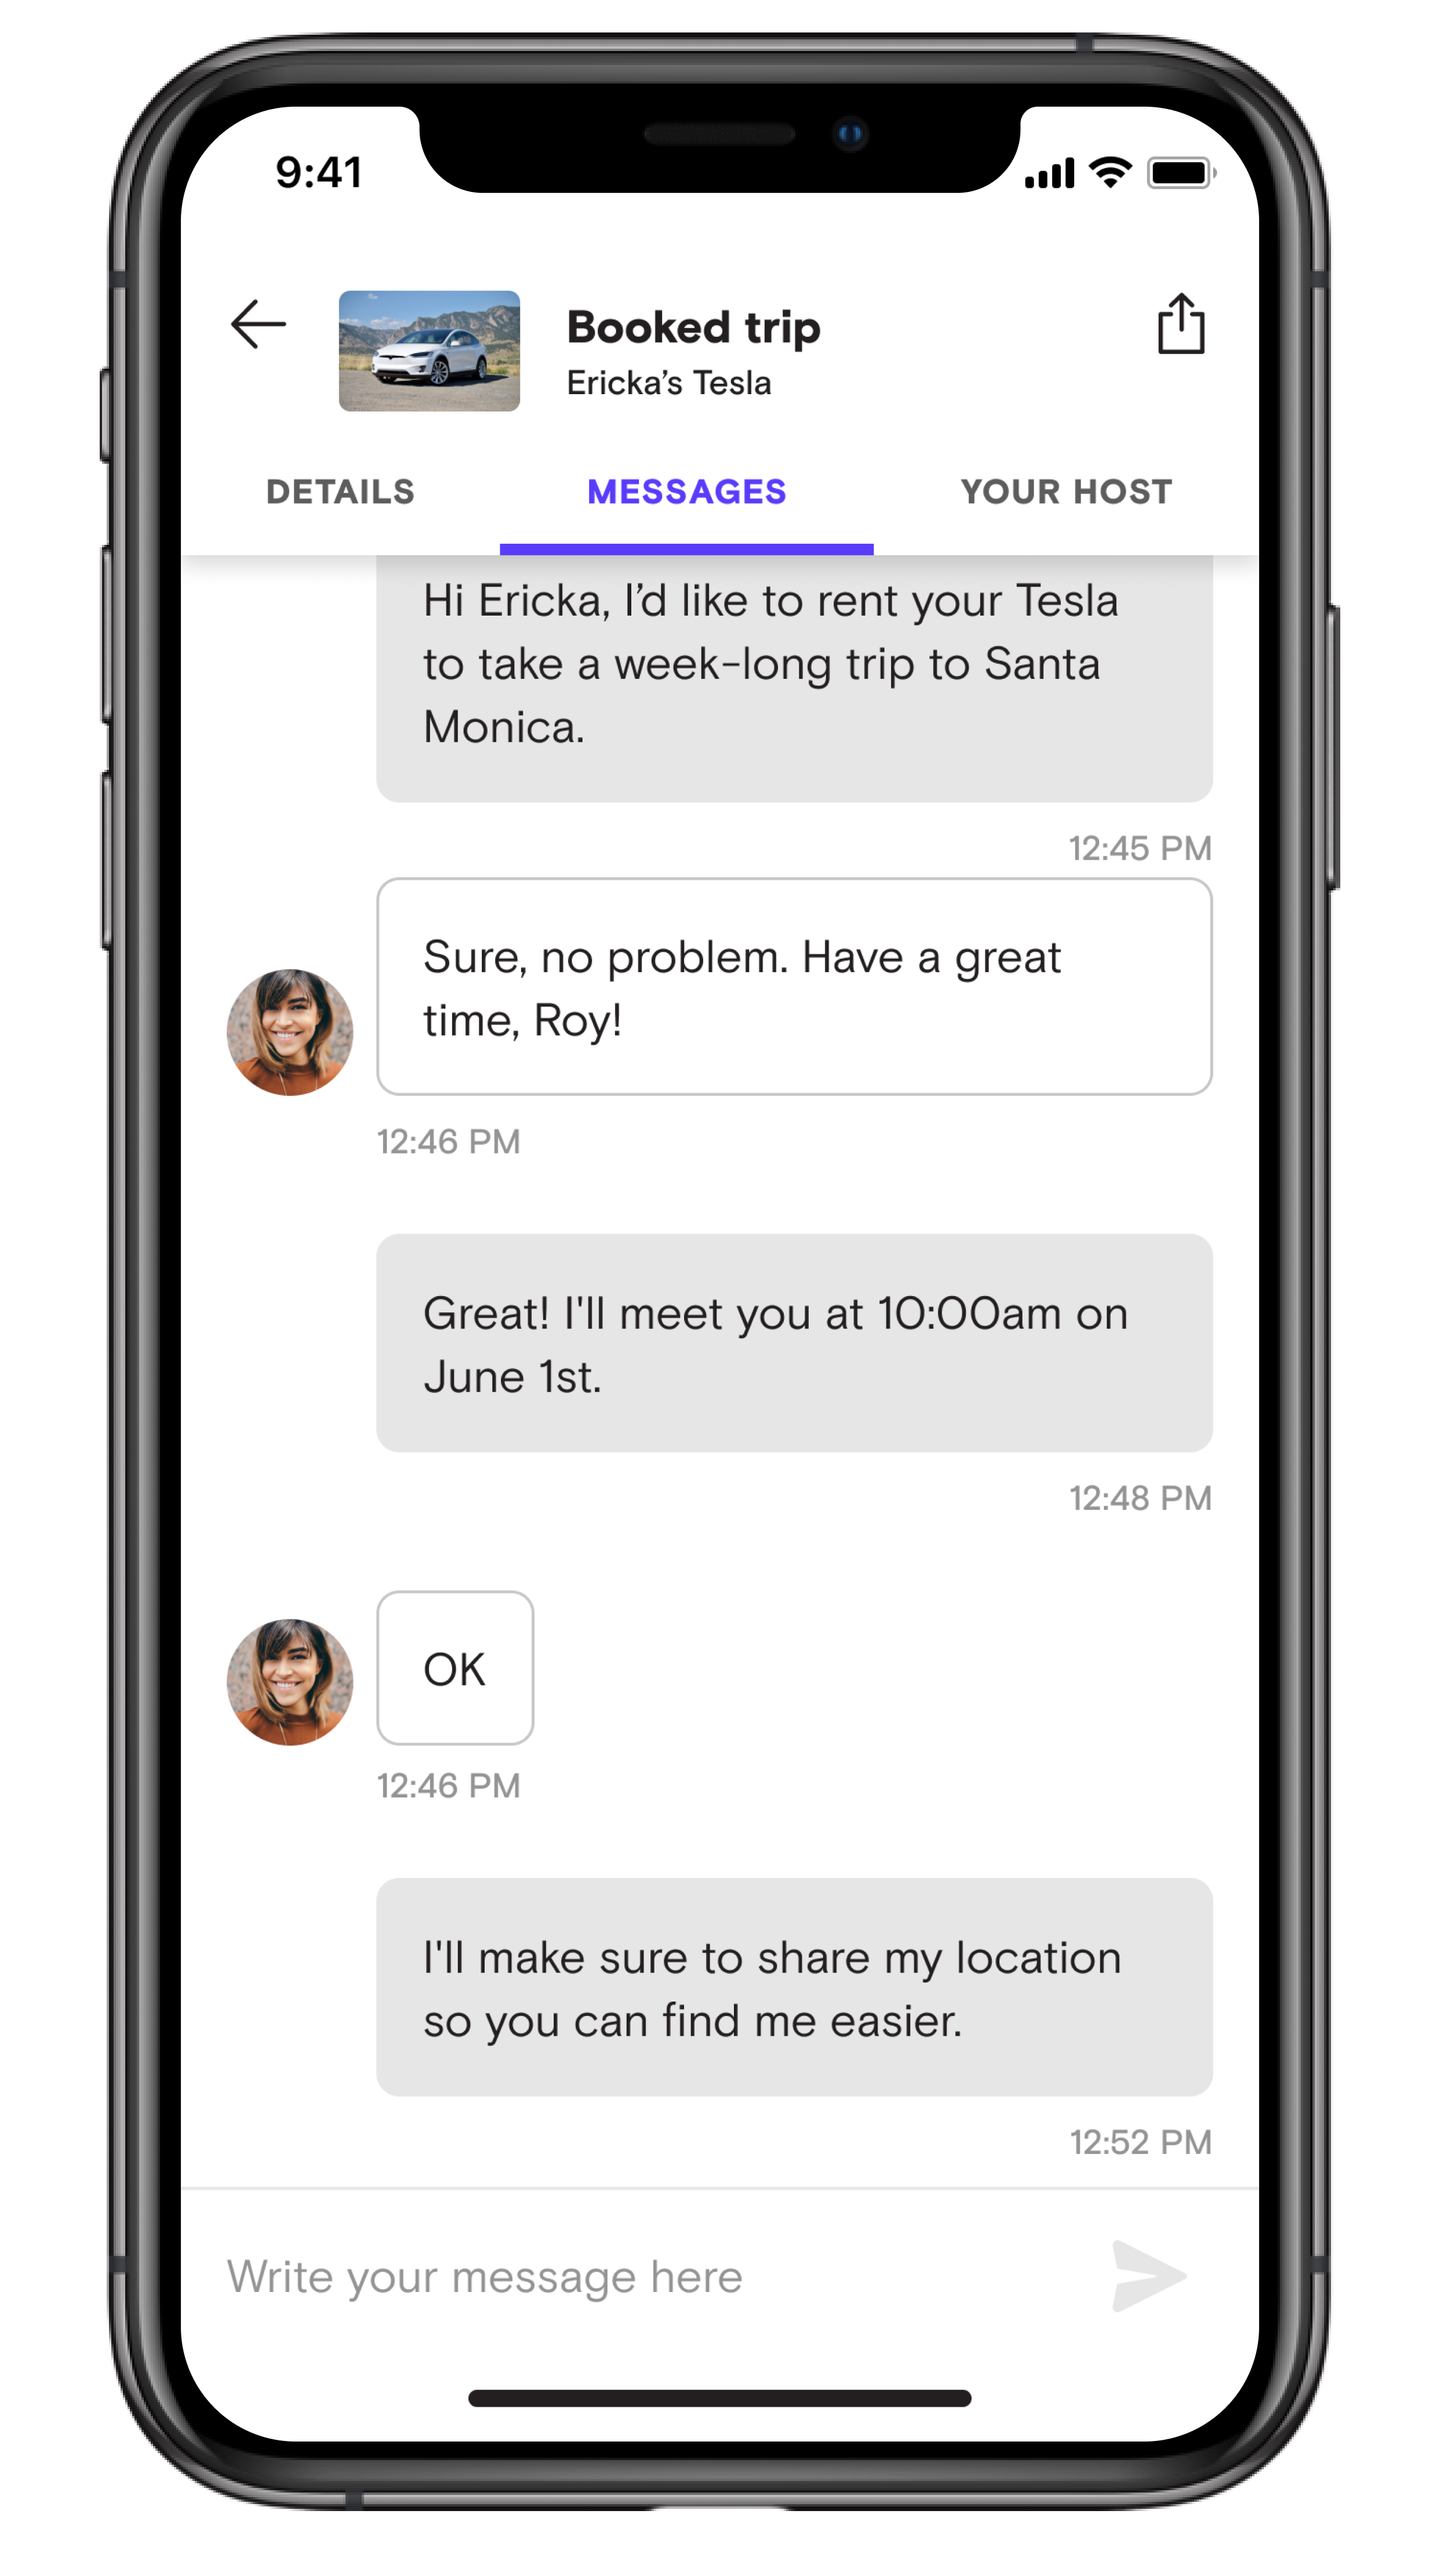 9:41
Booked trip
Ericka’s Tesla
DETAILS MESSAGES YOUR HOST
Hi Ericka, I’d like to rent your Tesla
to take a week-long trip to Santa
Monica.
12:45 PM
Sure, no problem. Have a great
time, Roy!
12:46 PM
Great! I'll meet you at 10:00am on
June 1st.
12:48 PM
OK
12:46 PM
I'll make sure to share my location
so you can find me easier.
12:52 PM
Write your message here